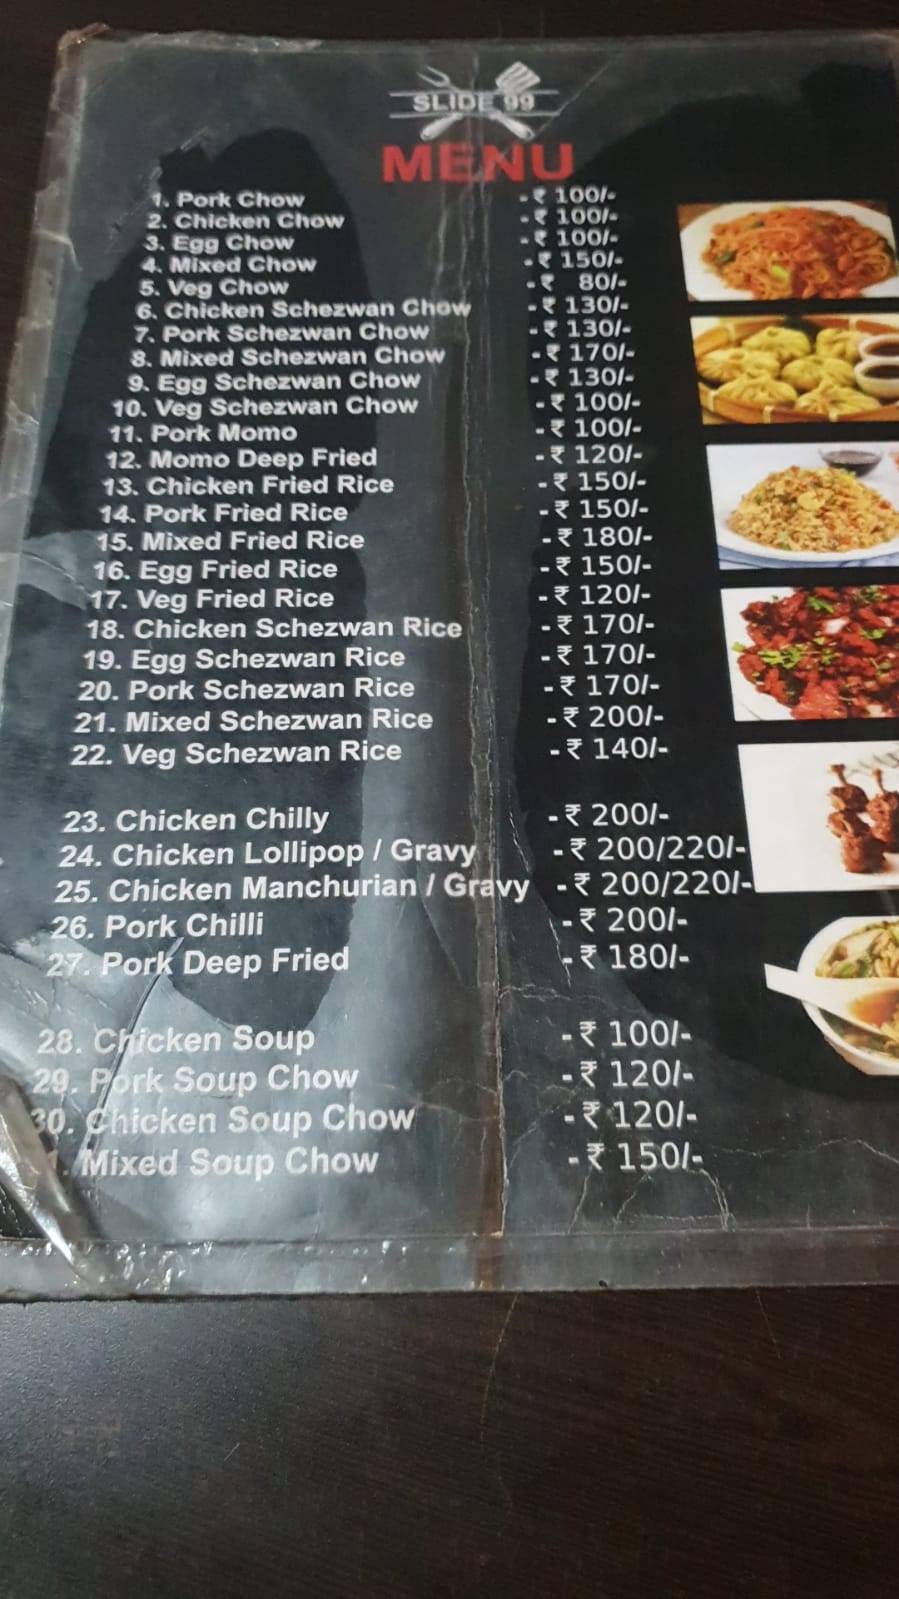 SLIDE 99
MENU
1. Pork Chow - ₹ 100/-
2. Chicken Chow - ₹ 100/-
3. Egg Chow - ₹ 100/-
4. Mixed Chow - ₹ 150/-
5. Veg Chow - ₹ 80/-
6. Chicken Schezwan Chow - ₹ 130/-
7. Pork Schezwan Chow - ₹ 130/-
8. Mixed Schezwan Chow - ₹ 170/-
9. Egg Schezwan Chow - ₹ 130/-
10. Veg Schezwan Chow - ₹ 100/-
11. Pork Momo - ₹ 100/-
12. Momo Deep Fried - ₹ 120/-
13. Chicken Fried Rice - ₹ 150/-
14. Pork Fried Rice - ₹ 150/-
15. Mixed Fried Rice - ₹ 180/-
16. Egg Fried Rice - ₹ 150/-
17. Veg Fried Rice - ₹ 120/-
18. Chicken Schezwan Rice - ₹ 170/-
19. Egg Schezwan Rice - ₹ 170/-
20. Pork Schezwan Rice - ₹ 170/-
21. Mixed Schezwan Rice - ₹ 200/-
22. Veg Schezwan Rice - ₹ 140/-
23. Chicken Chilly - ₹ 200/-
24. Chicken Lollipop / Gravy - ₹ 200/220/-
25. Chicken Manchurian / Gravy - ₹ 200/220/-
26. Pork Chilli - ₹ 200/-
27. Pork Deep Fried - ₹ 180/-
28. Chicken Soup - ₹ 100/-
29. Pork Soup Chow - ₹ 120/-
30. Chicken Soup Chow - ₹ 120/-
1. Mixed Soup Chow - ₹ 150/-